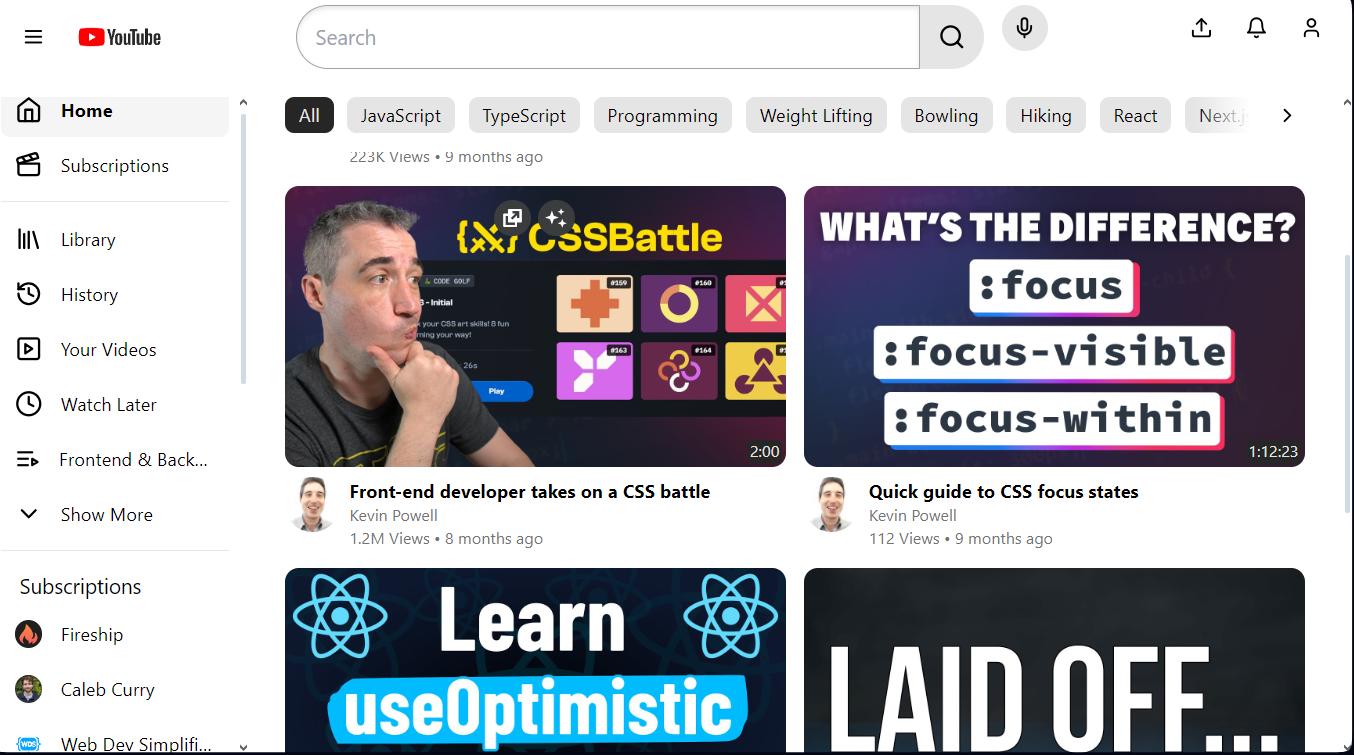 YouTube
Search
Home
Subscriptions
Library
History
Your Videos
Watch Later
Frontend & Back...
Show More
Subscriptions
Fireship
Caleb Curry
WDS
Web Dev Simplifi...
All
JavaScript
TypeScript
Programming
Weight Lifting
Bowling
Hiking
React
Next.js
223K Views • 9 months ago
{X} CSSBattle
CODE GOLF
- Initial
your CSS art skills! 8 fun
rning your way!
26s
Play
#159
#160
#163
#164
2:00
Front-end developer takes on a CSS battle
Kevin Powell
1.2M Views • 8 months ago
WHAT'S THE DIFFERENCE?
:focus
:focus-visible
:focus-within
1:12:23
Quick guide to CSS focus states
Kevin Powell
112 Views • 9 months ago
Learn
useOptimistic
LAID OFF...